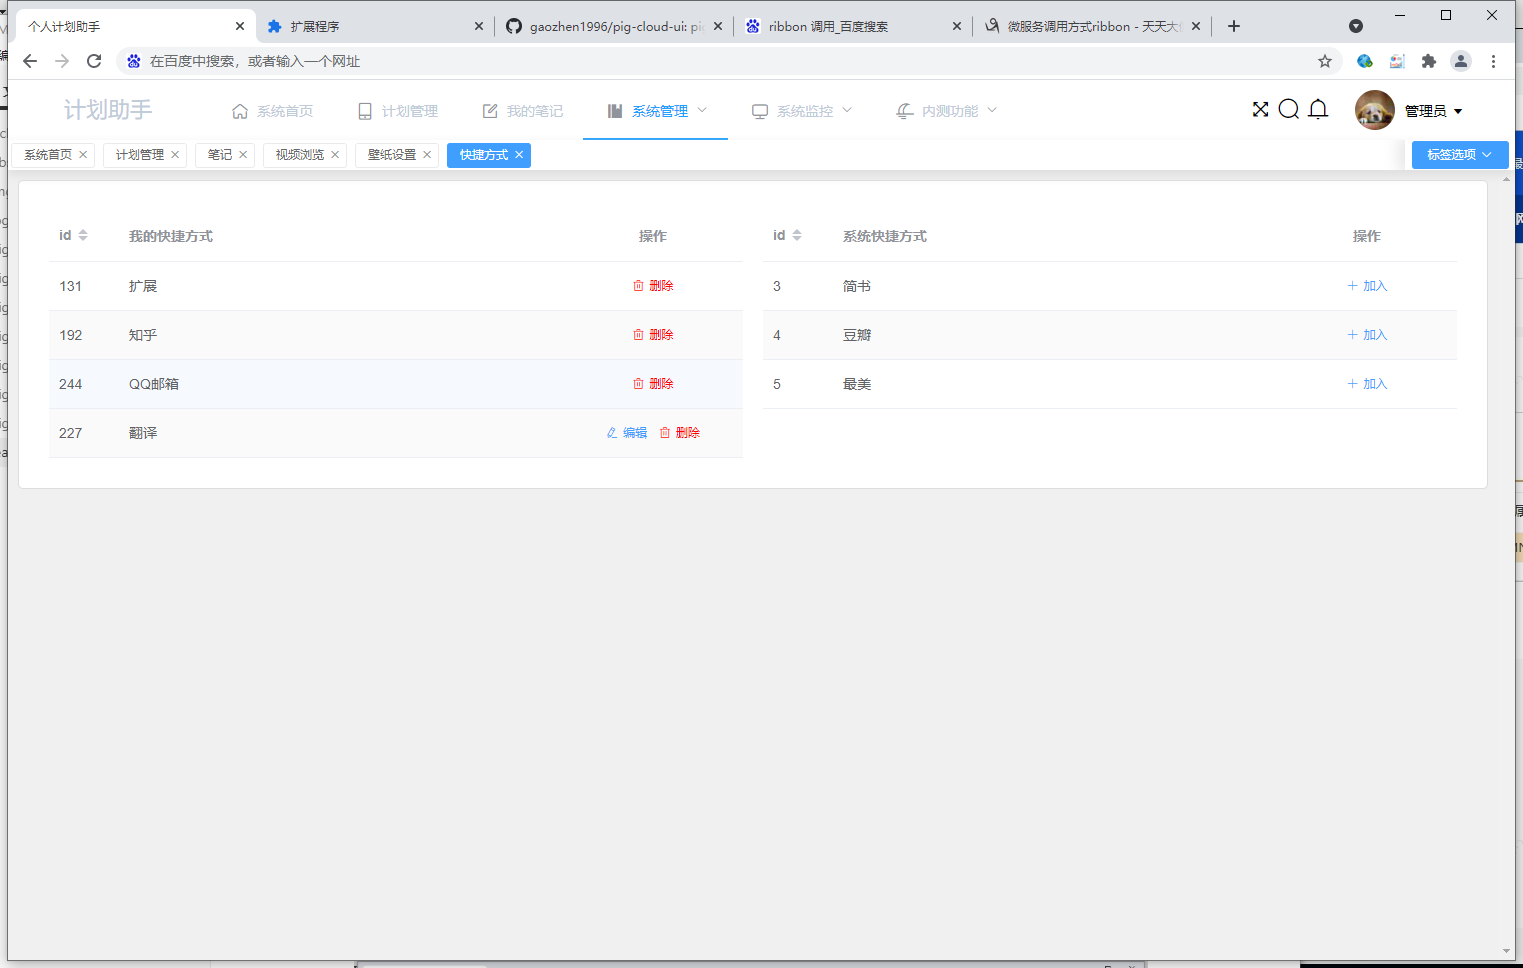 个人计划助手
扩展程序
gaozhen1996/pig-cloud-ui: pi
ribbon 调用_百度搜索
微服务调用方式ribbon - 天天大
在百度中搜索，或者输入一个网址
计划助手
系统首页
计划管理
我的笔记
系统管理
系统监控
内测功能
管理员
系统首页
计划管理
笔记
视频浏览
壁纸设置
快捷方式
标签选项
id 我的快捷方式 操作
131 扩展 删除
192 知乎 删除
244 QQ邮箱 删除
227 翻译 编辑 删除
id 系统快捷方式 操作
3 简书 加入
4 豆瓣 加入
5 最美 加入